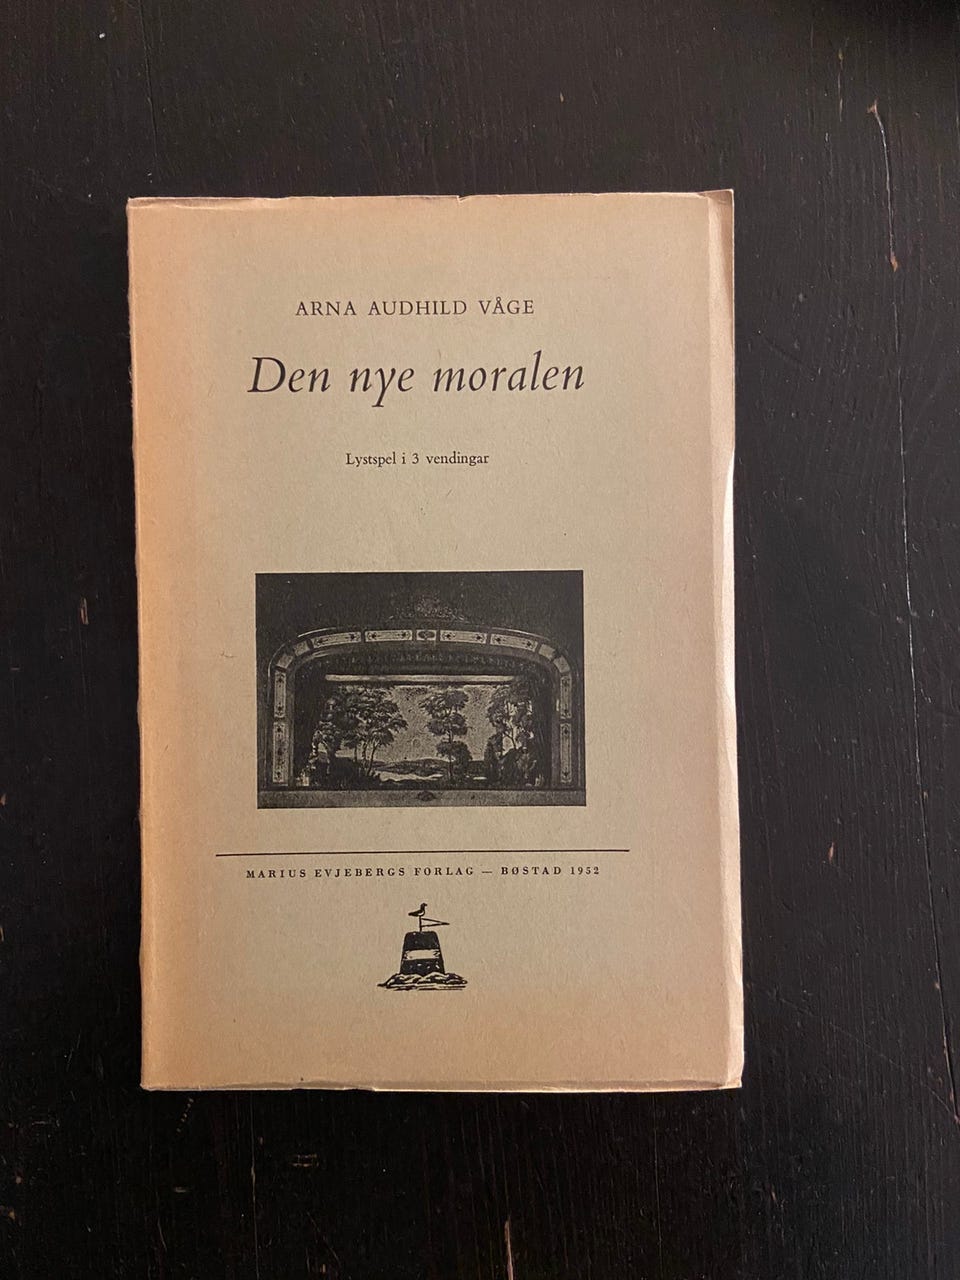 ARNA AUDHILD VÅGE
Den nye moralen
Lystspel i 3 vendingar
MARIUS EVJEBERGS FORLAG — BØSTAD 1952